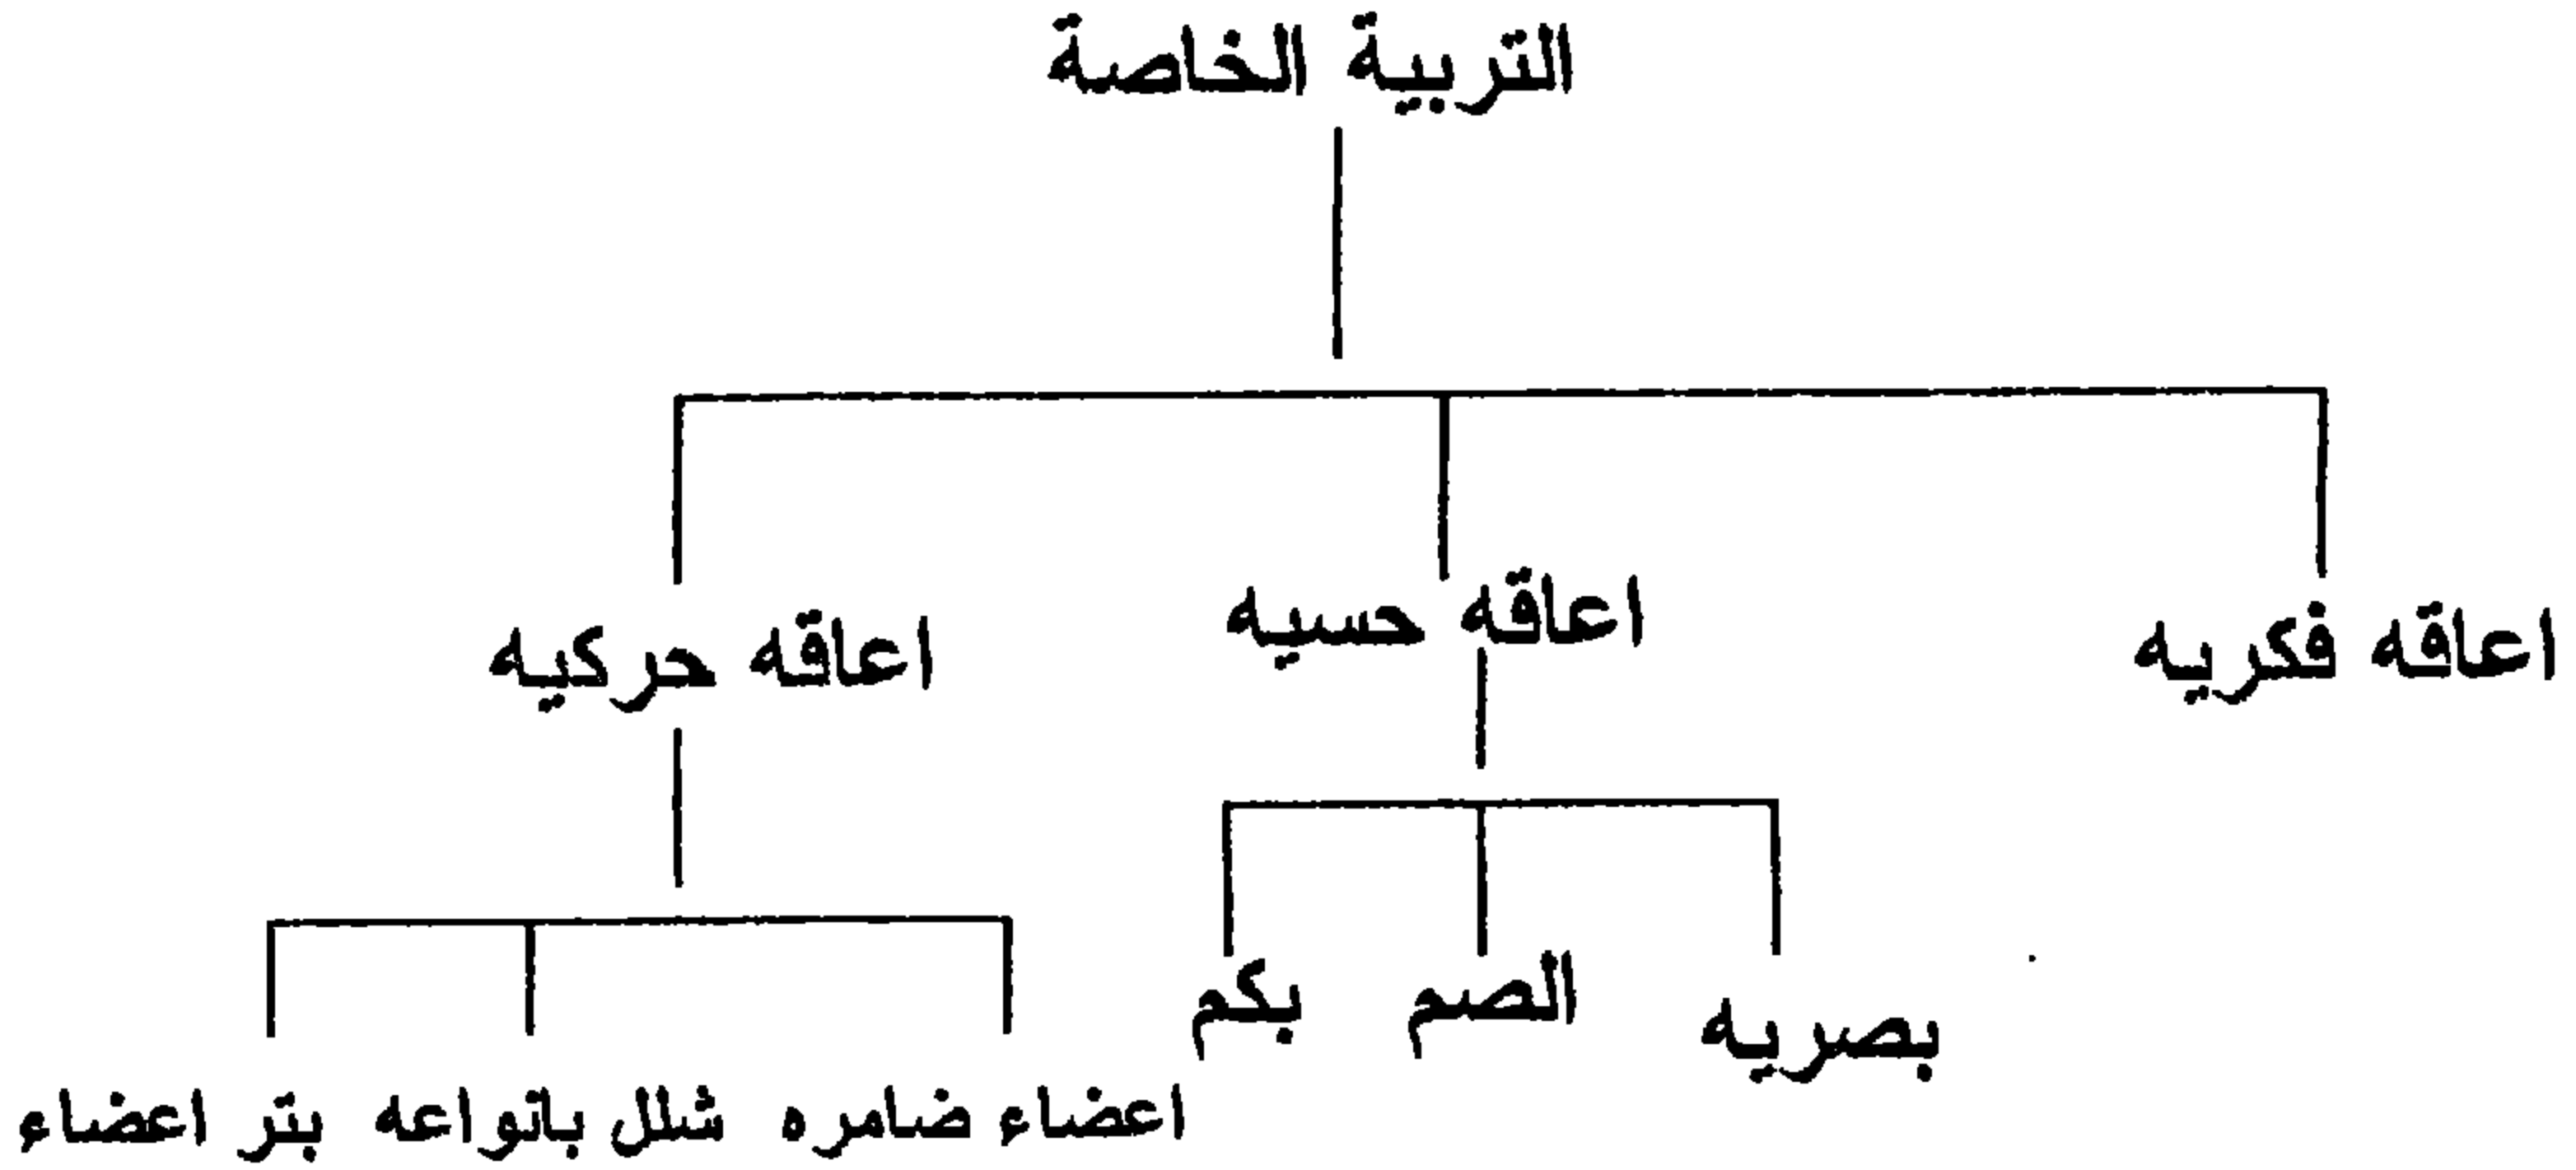 التربية الخاصة
اعاقه فكريه
اعاقه حسيه
اعاقه حركيه
بصريه
الصم
بكم
اعضاء ضامره
شلل بانواعه
بتر اعضاء